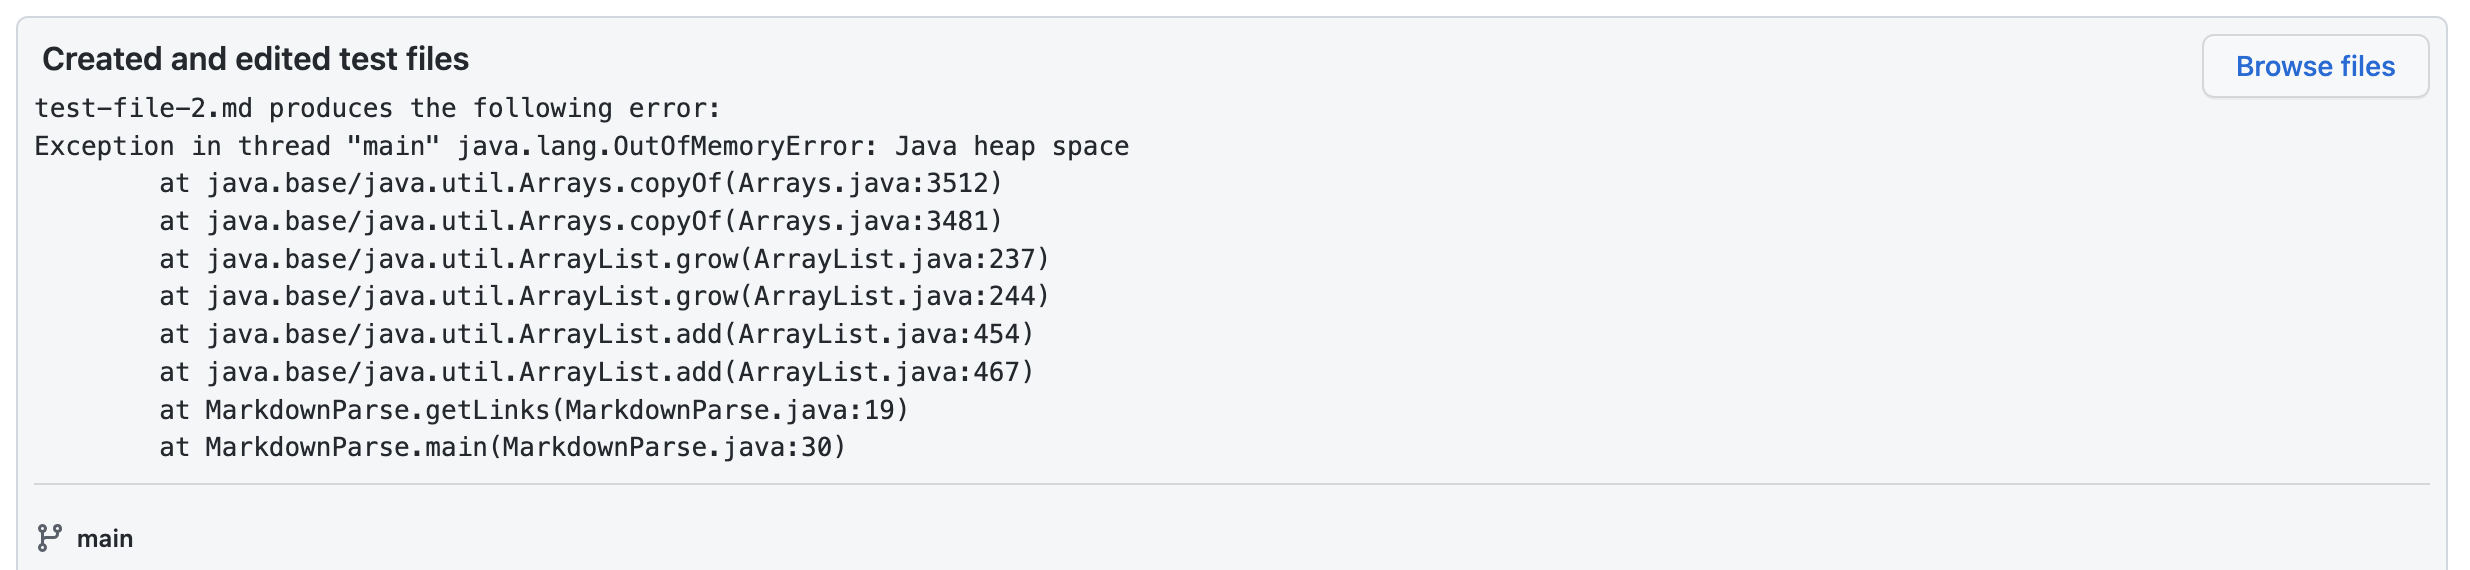 Created and edited test files
Browse files
test-file-2.md produces the following error:
Exception in thread "main" java.lang.OutOfMemoryError: Java heap space
        at java.base/java.util.Arrays.copyOf(Arrays.java:3512)
        at java.base/java.util.Arrays.copyOf(Arrays.java:3481)
        at java.base/java.util.ArrayList.grow(ArrayList.java:237)
        at java.base/java.util.ArrayList.grow(ArrayList.java:244)
        at java.base/java.util.ArrayList.add(ArrayList.java:454)
        at java.base/java.util.ArrayList.add(ArrayList.java:467)
        at MarkdownParse.getLinks(MarkdownParse.java:19)
        at MarkdownParse.main(MarkdownParse.java:30)
main